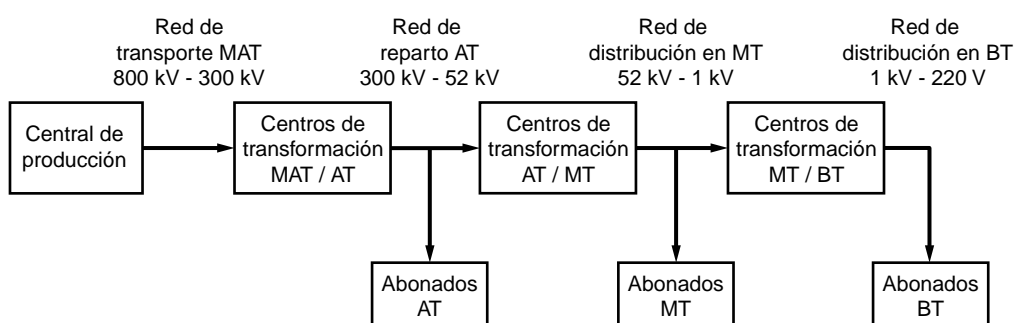 Red de
transporte MAT
800 kV - 300 kV
Red de
reparto AT
300 kV - 52 kV
Red de
distribución en MT
52 kV - 1 kV
Red de
distribución en BT
1 kV - 220 V
Central de
producción
Centros de
transformación
MAT / AT
Centros de
transformación
AT / MT
Centros de
transformación
MT / BT
Abonados
AT
Abonados
MT
Abonados
BT